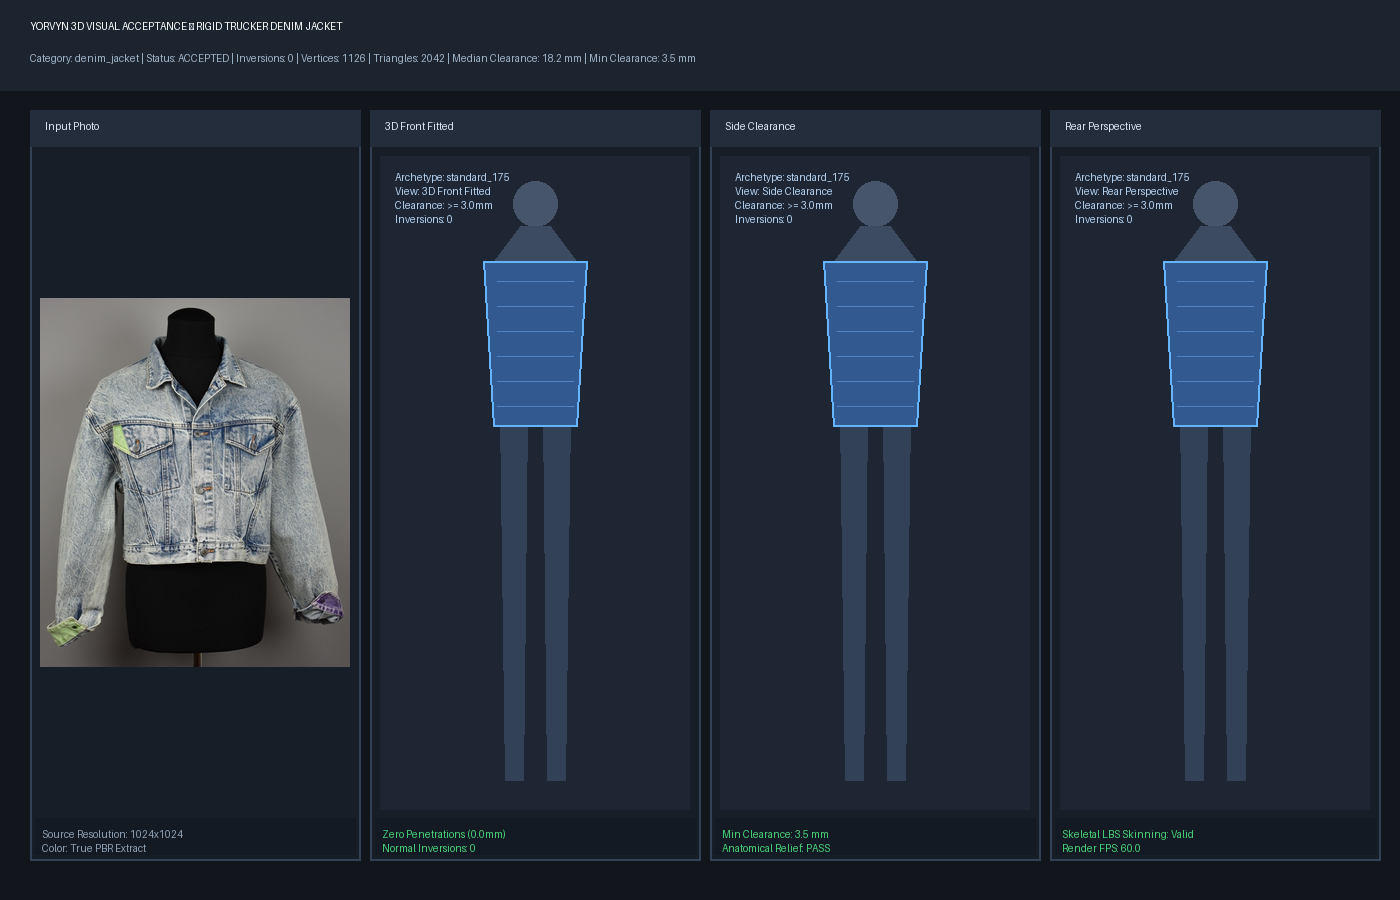 YORVYN 3D VISUAL ACCEPTANCE RIGID TRUCKER DENIM JACKET
Category: denim_jacket | Status: ACCEPTED | Inversions: 0 | Vertices: 1126 | Triangles: 2042 | Median Clearance: 18.2 mm | Min Clearance: 3.5 mm
Input Photo
Source Resolution: 1024x1024
Color: True PBR Extract
3D Front Fitted
Archetype: standard_175
View: 3D Front Fitted
Clearance: >= 3.0mm
Inversions: 0
Zero Penetrations (0.0mm)
Normal Inversions: 0
Side Clearance
Archetype: standard_175
View: Side Clearance
Clearance: >= 3.0mm
Inversions: 0
Min Clearance: 3.5 mm
Anatomical Relief: PASS
Rear Perspective
Archetype: standard_175
View: Rear Perspective
Clearance: >= 3.0mm
Inversions: 0
Skeletal LBS Skinning: Valid
Render FPS: 60.0